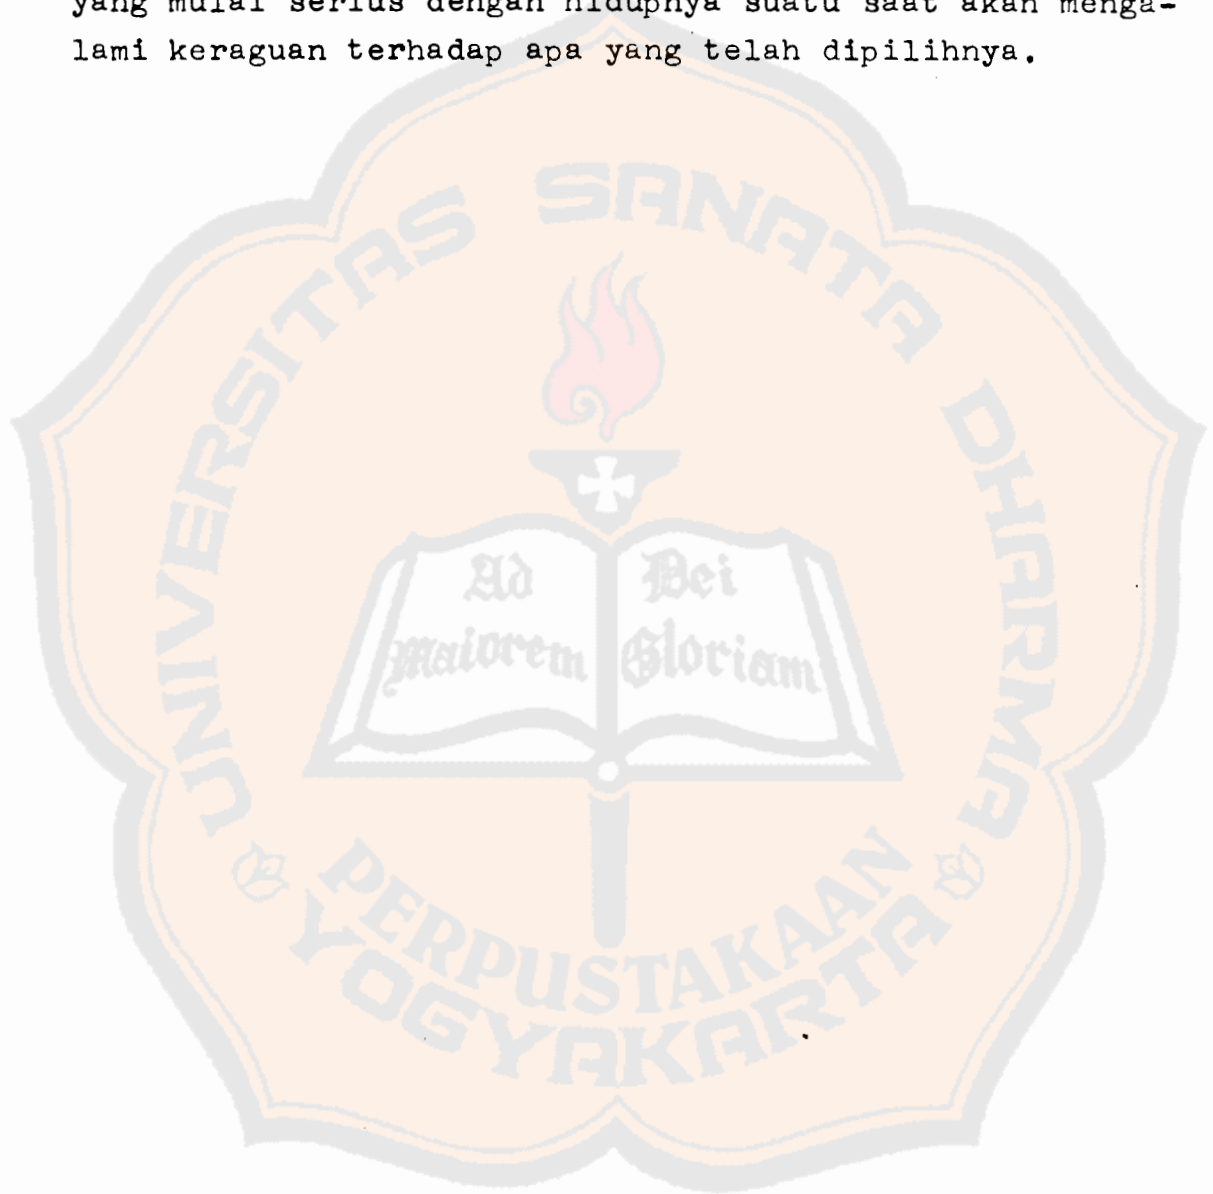 yang mulai serius dengan hidupnya suatu saat akan menga-
lami keraguan terhadap apa yang telah dipilihnya.
UNIVERSITAS SANATA DHARMA
Ad Dei
Maiorem Gloriam
PERPUSTAKAAN
YOGYAKARTA